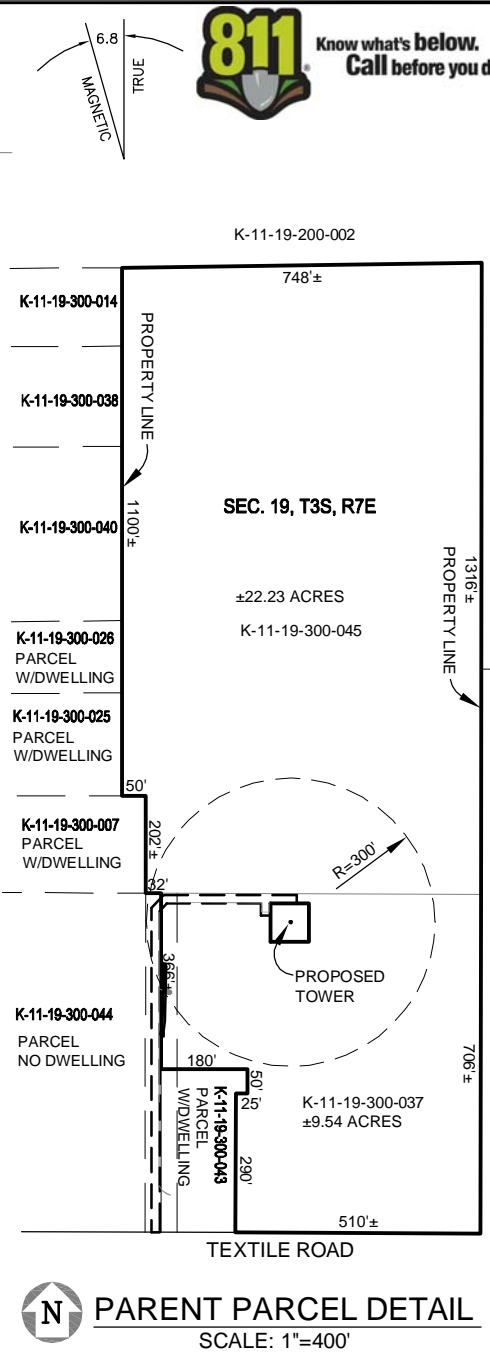 6.8
TRUE
MAGNETIC
811
Know what's below.
Call before you d
K-11-19-200-002
748'±
K-11-19-300-014
PROPERTY LINE
K-11-19-300-038
1100'±
K-11-19-300-040
SEC. 19, T3S, R7E
1316'±
±22.23 ACRES
K-11-19-300-045
PROPERTY LINE
K-11-19-300-026
PARCEL
W/DWELLING
K-11-19-300-025
PARCEL
W/DWELLING
50'
K-11-19-300-007
PARCEL
W/DWELLING
202'±
R=300'
32'
PROPOSED
TOWER
366'±
K-11-19-300-044
PARCEL
NO DWELLING
706'±
180'
50'
25'
K-11-19-300-043
PARCEL
W/DWELLING
K-11-19-300-037
±9.54 ACRES
290'
510'±
TEXTILE ROAD
N
PARENT PARCEL DETAIL
SCALE: 1"=400'